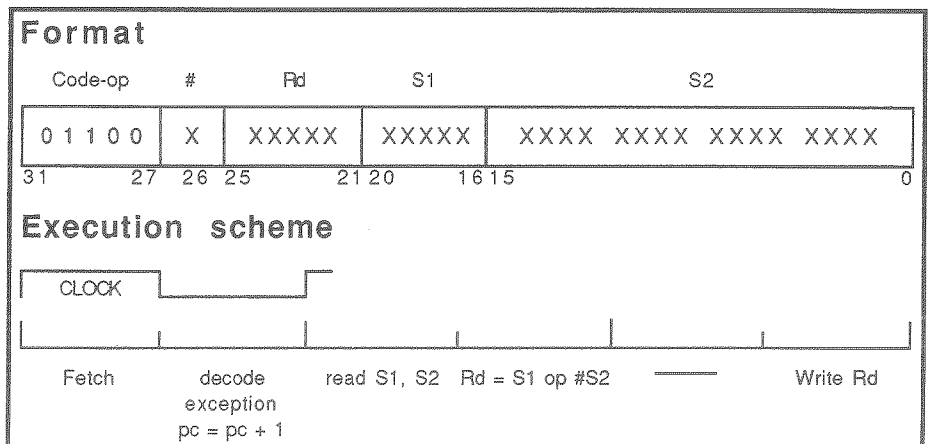 Format
Code-op # Rd S1 S2
0 1 1 0 0 X XXXXX XXXXX XXXX XXXX XXXX XXXX
31 27 26 25 21 20 16 15 0
Execution scheme
CLOCK
Fetch decode read S1, S2 Rd = S1 op #S2 Write Rd
exception
pc = pc + 1